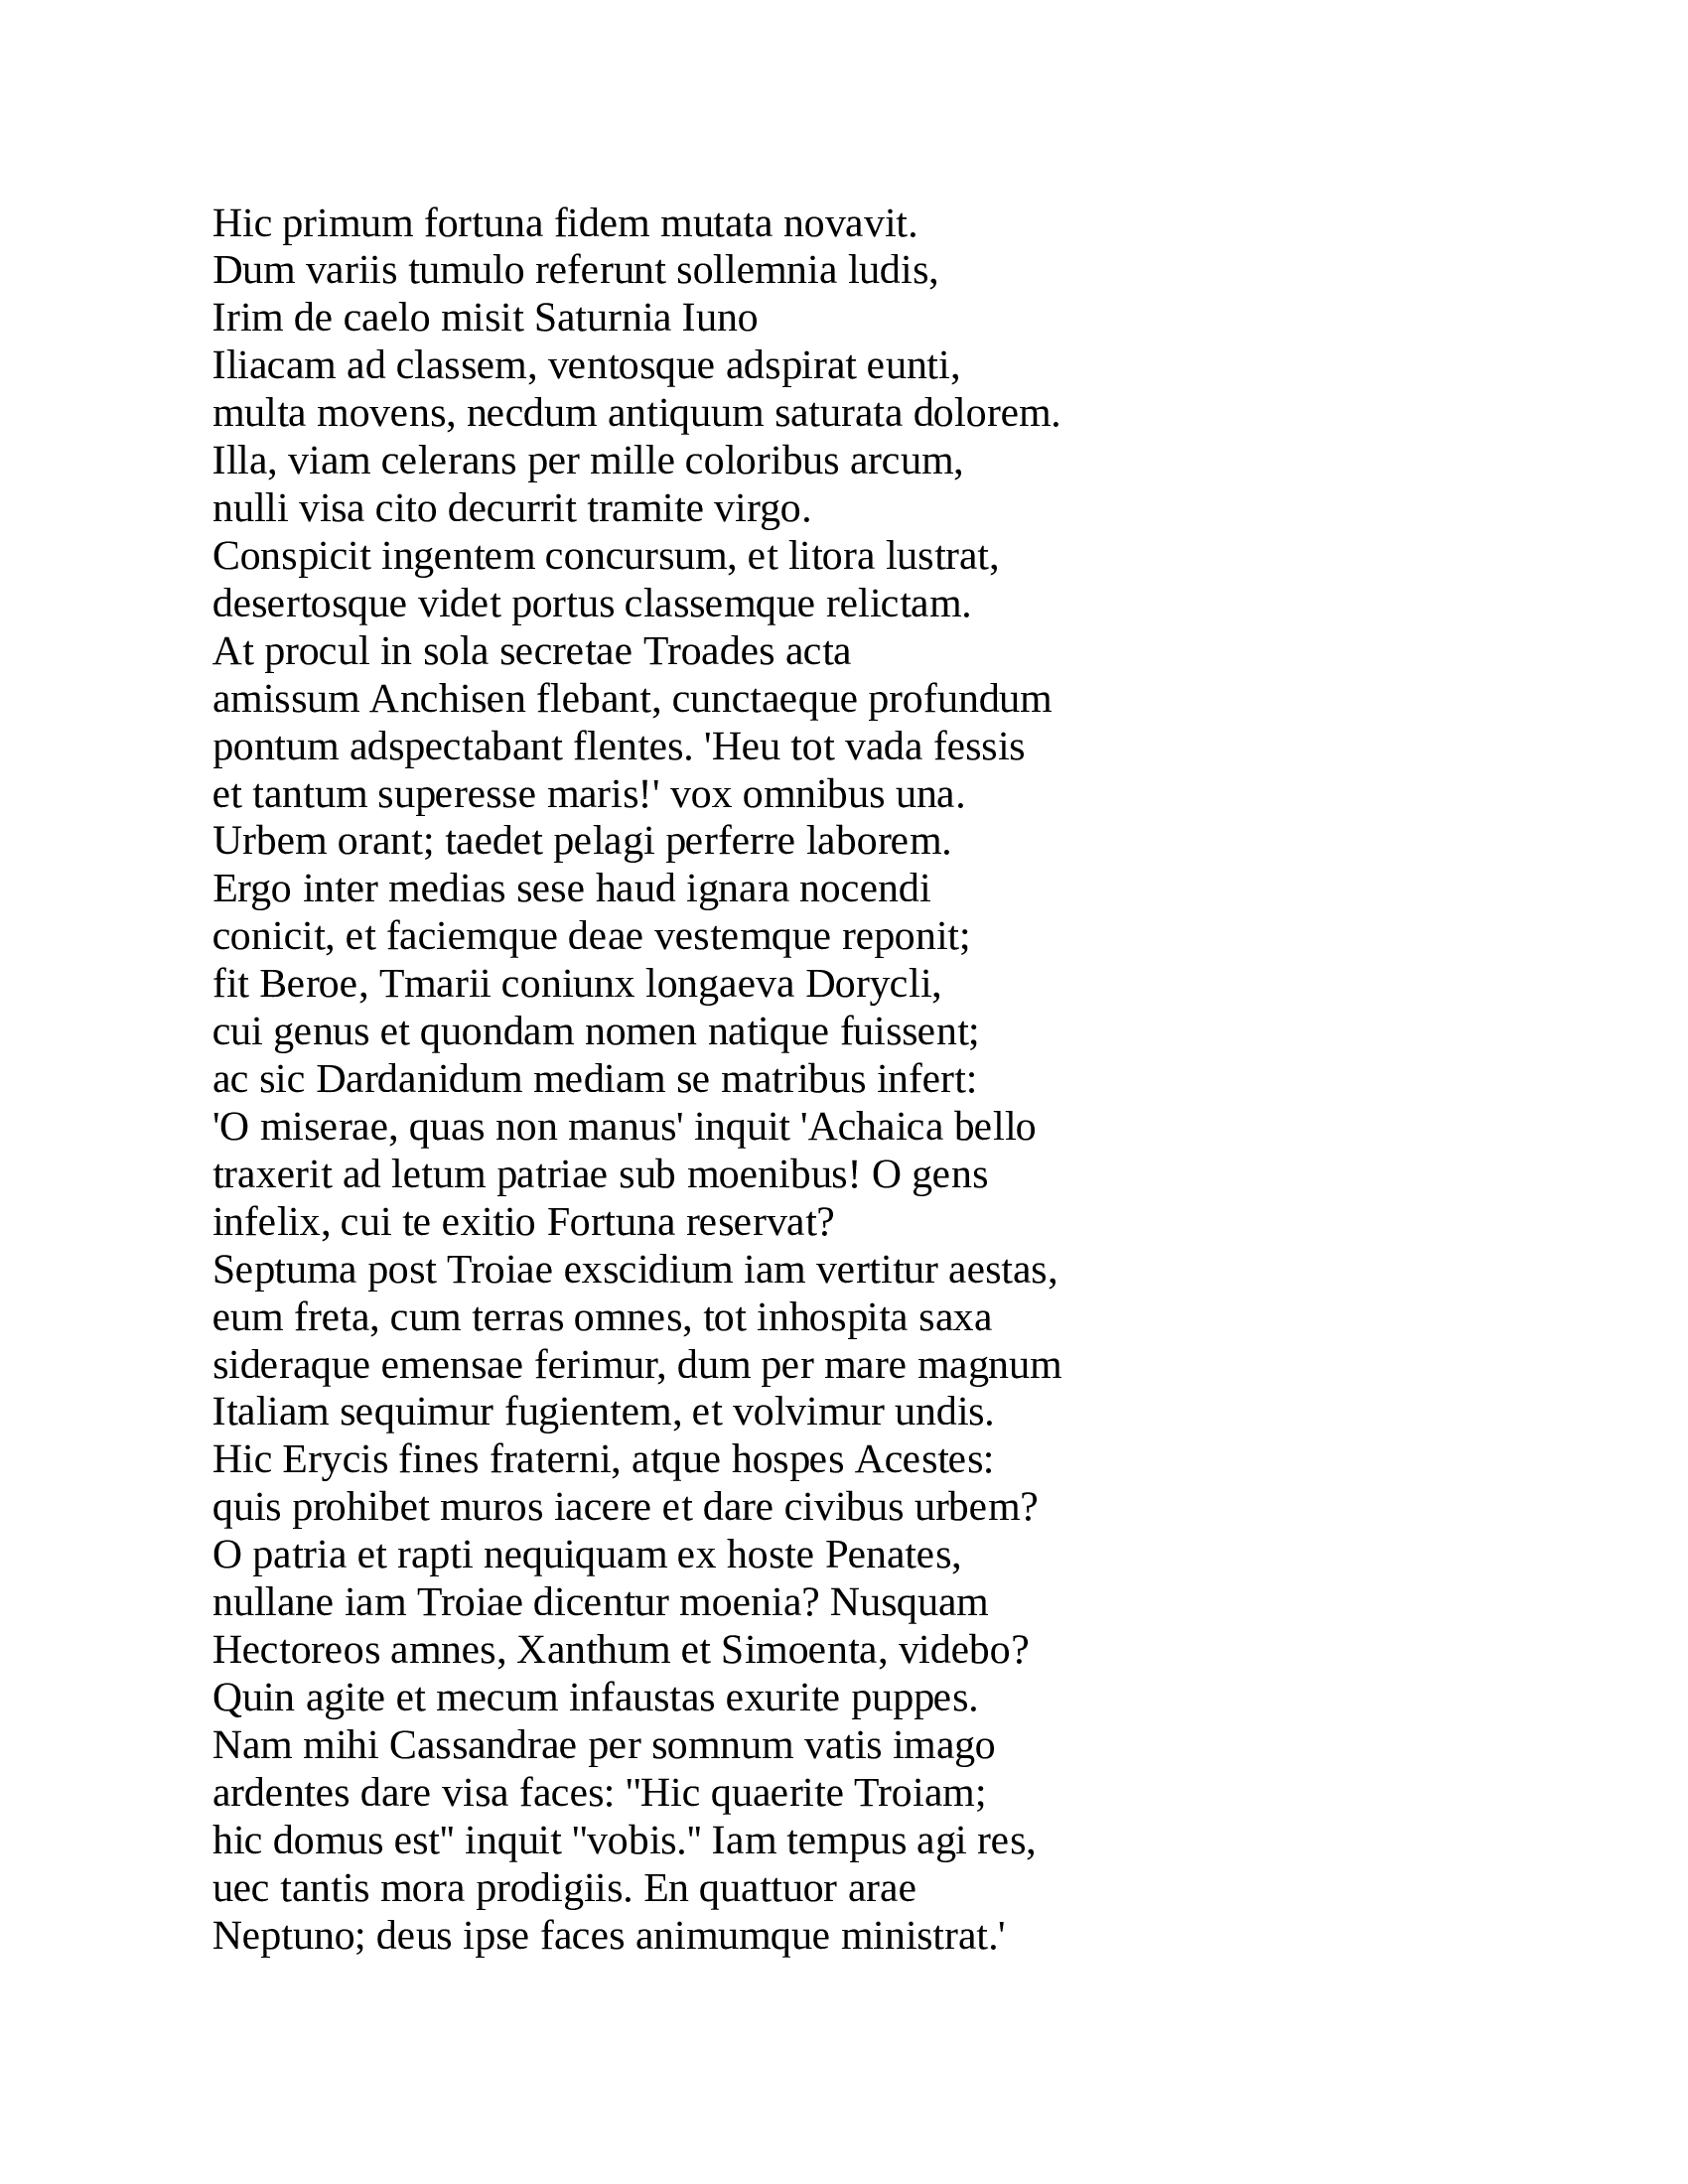 Hic primum fortuna fidem mutata novavit.
Dum variis tumulo referunt sollemnia ludis,
Irim de caelo misit Saturnia Iuno
Iliacam ad classem, ventosque adspirat eunti,
multa movens, necdum antiquum saturata dolorem.
Illa, viam celerans per mille coloribus arcum,
nulli visa cito decurrit tramite virgo.
Conspicit ingentem concursum, et litora lustrat,
desertosque videt portus classemque relictam.
At procul in sola secretae Troades acta
amissum Anchisen flebant, cunctaeque profundum
pontum adspectabant flentes. 'Heu tot vada fessis
et tantum superesse maris!' vox omnibus una.
Urbem orant; taedet pelagi perferre laborem.
Ergo inter medias sese haud ignara nocendi
conicit, et faciemque deae vestemque reponit;
fit Beroe, Tmarii coniunx longaeva Dorycli,
cui genus et quondam nomen natique fuissent;
ac sic Dardanidum mediam se matribus infert:
'O miserae, quas non manus' inquit 'Achaica bello
traxerit ad letum patriae sub moenibus! O gens
infelix, cui te exitio Fortuna reservat?
Septuma post Troiae exscidium iam vertitur aestas,
eum freta, cum terras omnes, tot inhospita saxa
sideraque emensae ferimur, dum per mare magnum
Italiam sequimur fugientem, et volvimur undis.
Hic Erycis fines fraterni, atque hospes Acestes:
quis prohibet muros iacere et dare civibus urbem?
O patria et rapti nequiquam ex hoste Penates,
nullane iam Troiae dicentur moenia? Nusquam
Hectoreos amnes, Xanthum et Simoenta, videbo?
Quin agite et mecum infaustas exurite puppes.
Nam mihi Cassandrae per somnum vatis imago
ardentes dare visa faces: "Hic quaerite Troiam;
hic domus est" inquit "vobis." Iam tempus agi res,
uec tantis mora prodigiis. En quattuor arae
Neptuno; deus ipse faces animumque ministrat.'